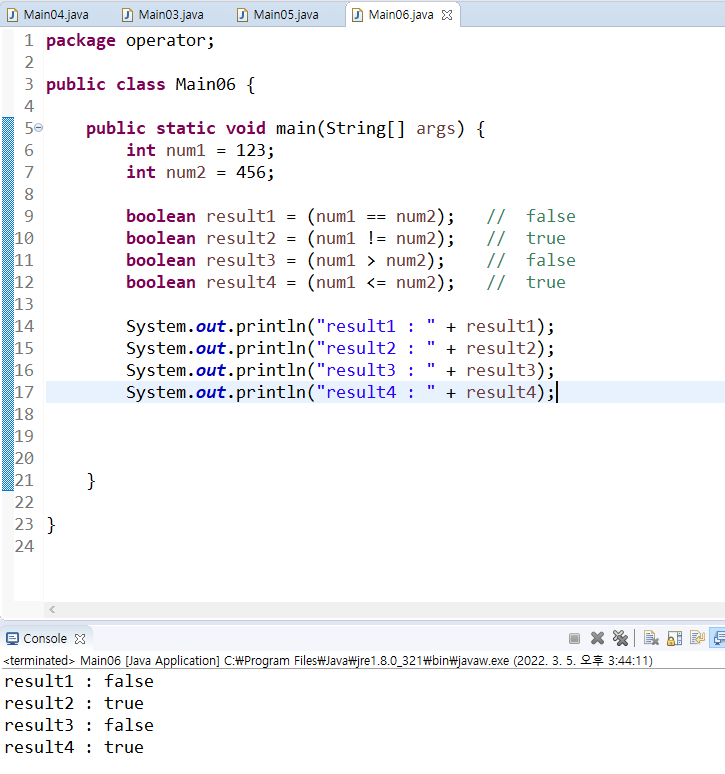 Main04.java Main03.java Main05.java Main06.java
1 package operator;
2
3 public class Main06 {
4
5 public static void main(String[] args) {
6 int num1 = 123;
7 int num2 = 456;
8
9 boolean result1 = (num1 == num2); // false
10 boolean result2 = (num1 != num2); // true
11 boolean result3 = (num1 > num2); // false
12 boolean result4 = (num1 <= num2); // true
13
14 System.out.println("result1 : " + result1);
15 System.out.println("result2 : " + result2);
16 System.out.println("result3 : " + result3);
17 System.out.println("result4 : " + result4);
18
19
20
21 }
22
23 }
24
Console
<terminated> Main06 [Java Application] C:₩Program Files₩Java₩jre1.8.0_321₩bin₩javaw.exe (2022. 3. 5. 오후 3:44:11)
result1 : false
result2 : true
result3 : false
result4 : true